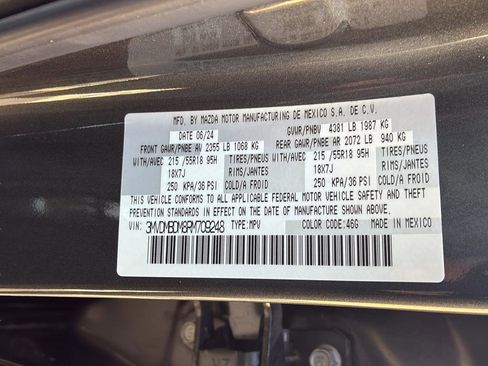 MFD. BY MAZDA MOTOR MANUFACTURING DE MEXICO S.A. DE C.V.
DATE 06/24 GVWR/PNBV 4381 LB 1987 KG
FRONT GAWR/PNBE AV 2355 LB 1068 KG REAR GAWR/PNBE AR 2072 LB 940 KG
WITH/AVEC 215/55R18 95H TIRES/PNEUS WITH/AVEC 215/55R18 95H TIRES/PNEUS
18X7J RIMS/JANTES 18X7J RIMS/JANTES
250 KPA/36 PSI COLD/A FROID 250 KPA/36 PSI COLD/A FROID
THIS VEHICLE CONFORMS TO ALL APPLICABLE FEDERAL MOTOR VEHICLE SAFETY AND THEFT
PREVENTION STANDARDS IN EFFECT ON THE DATE OF MANUFACTURE SHOWN ABOVE.
VIN: 3MVDMBDM8RM709248 TYPE:MPV COLOR CODE:46G MADE IN MEXICO